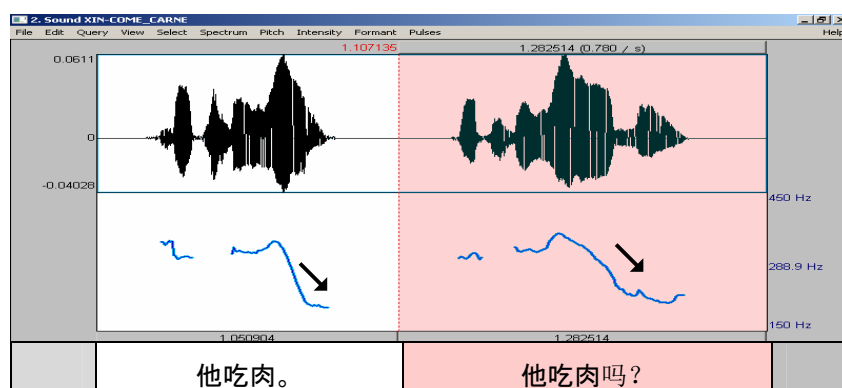 2. Sound XIN-COME_CARNE
File Edit Query View Select Spectrum Pitch Intensity Formant Pulses Help
1.107135 1.282514 (0.780 / s)
0.0611
0
-0.04028
450 Hz
288.9 Hz
150 Hz
1.050904 1.282514
他吃肉。 他吃肉吗？